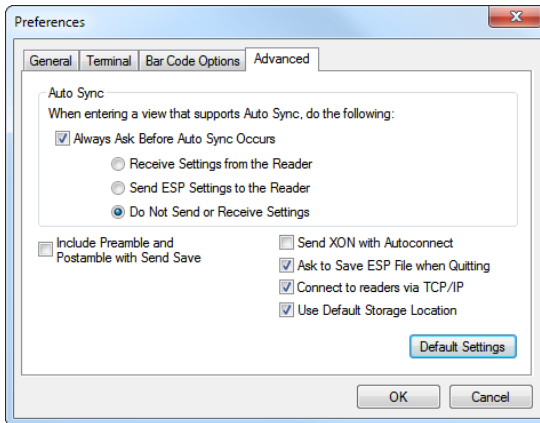 Preferences
General Terminal Bar Code Options Advanced
Auto Sync
When entering a view that supports Auto Sync, do the following:
Always Ask Before Auto Sync Occurs
Receive Settings from the Reader
Send ESP Settings to the Reader
Do Not Send or Receive Settings
Include Preamble and
Postamble with Send Save
Send XON with Autoconnect
Ask to Save ESP File when Quitting
Connect to readers via TCP/IP
Use Default Storage Location
Default Settings
OK Cancel